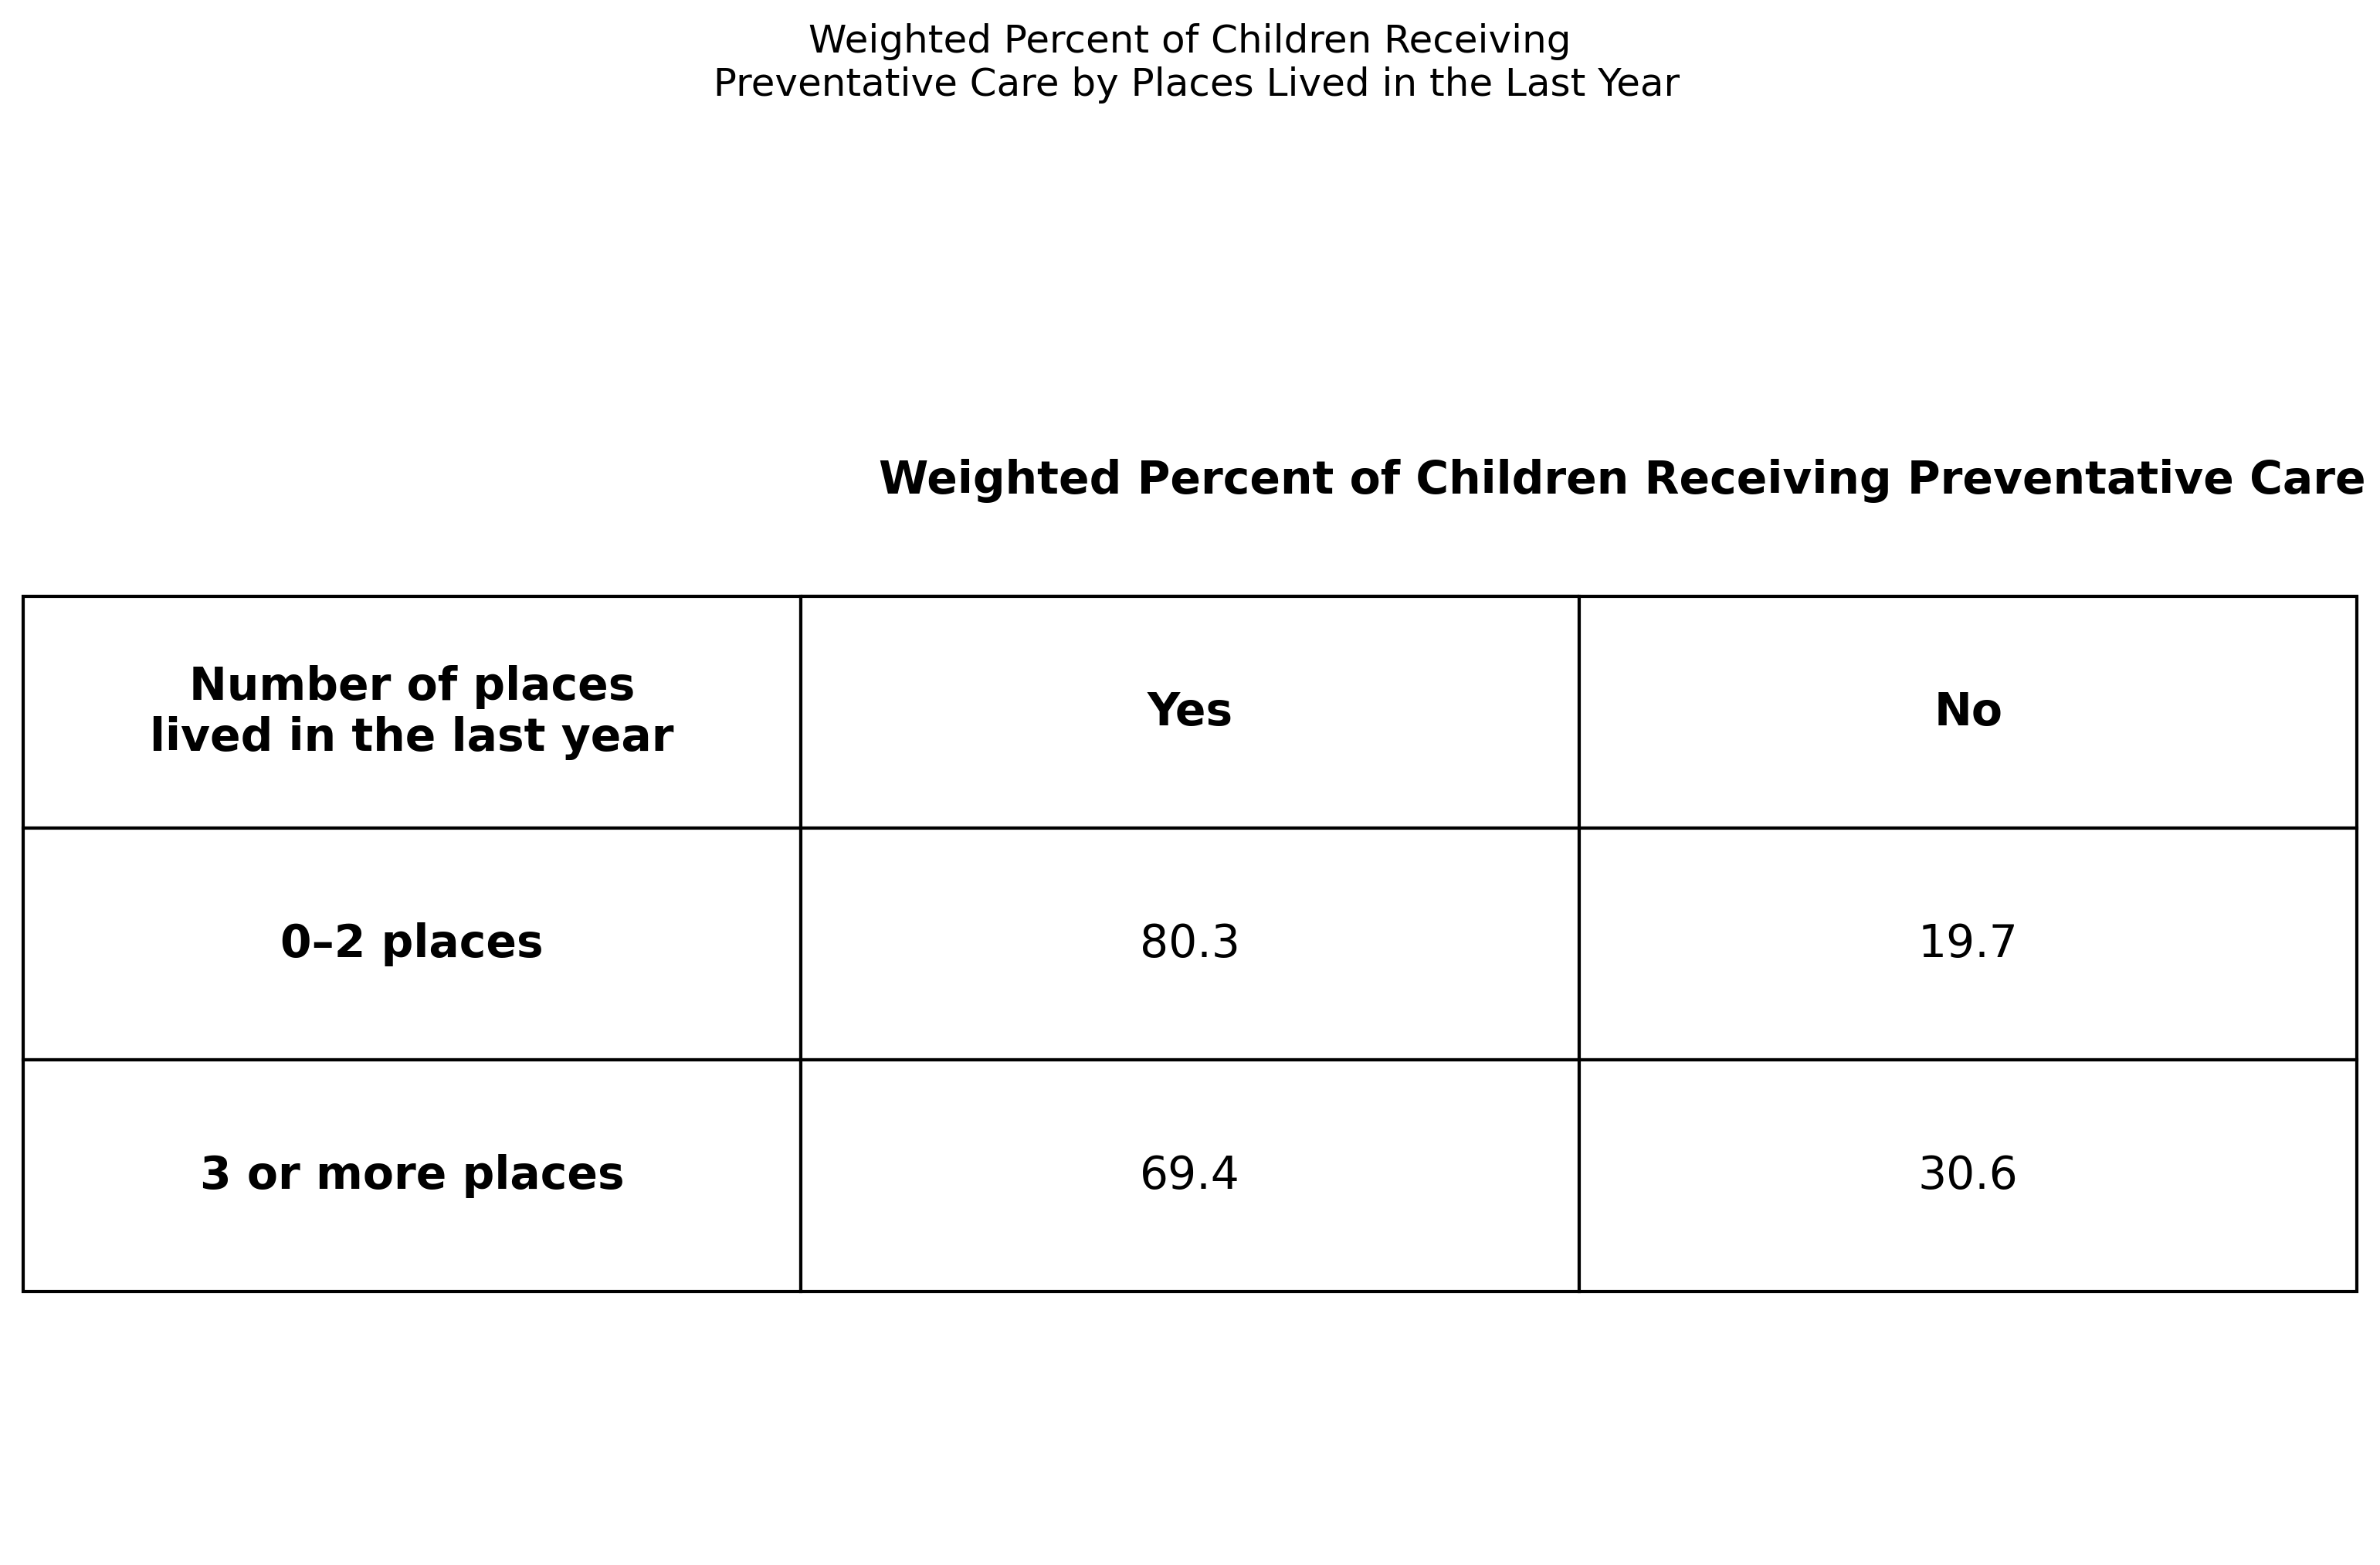 Weighted Percent of Children Receiving
Preventative Care by Places Lived in the Last Year
Weighted Percent of Children Receiving Preventative Care
Number of places
lived in the last year
Yes
No
0–2 places
80.3
19.7
3 or more places
69.4
30.6